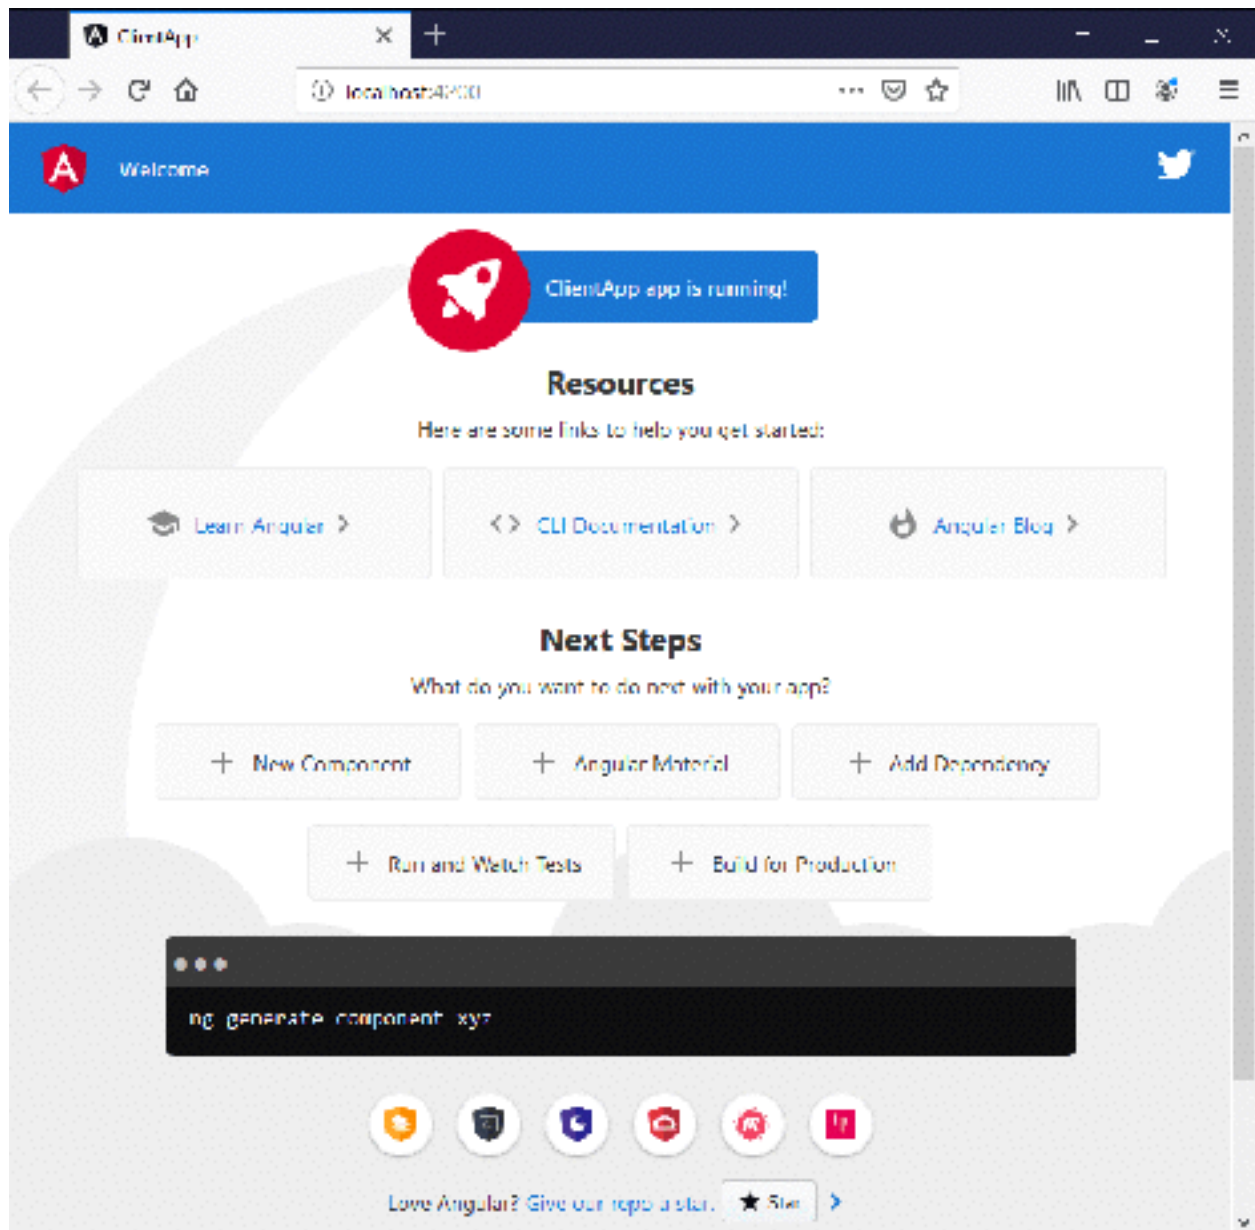 ClientApp
localhost:4200
Welcome
ClientApp app is running!
Resources
Here are some links to help you get started:
Learn Angular
CLI Documentation
Angular Blog
Next Steps
What do you want to do next with your app?
New Component
Angular Material
Add Dependency
Run and Watch Tests
Build for Production
ng generate component xyz
Love Angular? Give our repo a star. Star